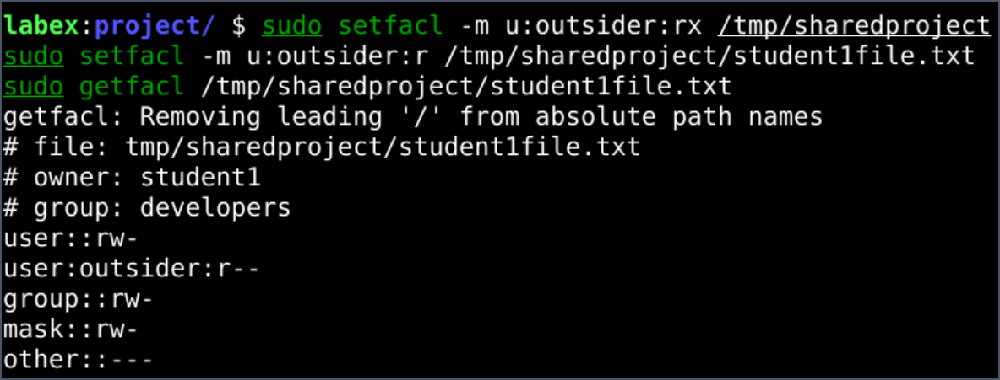 labex:project/ $ sudo setfacl -m u:outsider:rx /tmp/sharedproject
sudo setfacl -m u:outsider:r /tmp/sharedproject/student1file.txt
sudo getfacl /tmp/sharedproject/student1file.txt
getfacl: Removing leading '/' from absolute path names
# file: tmp/sharedproject/student1file.txt
# owner: student1
# group: developers
user::rw-
user:outsider:r--
group::rw-
mask::rw-
other::---